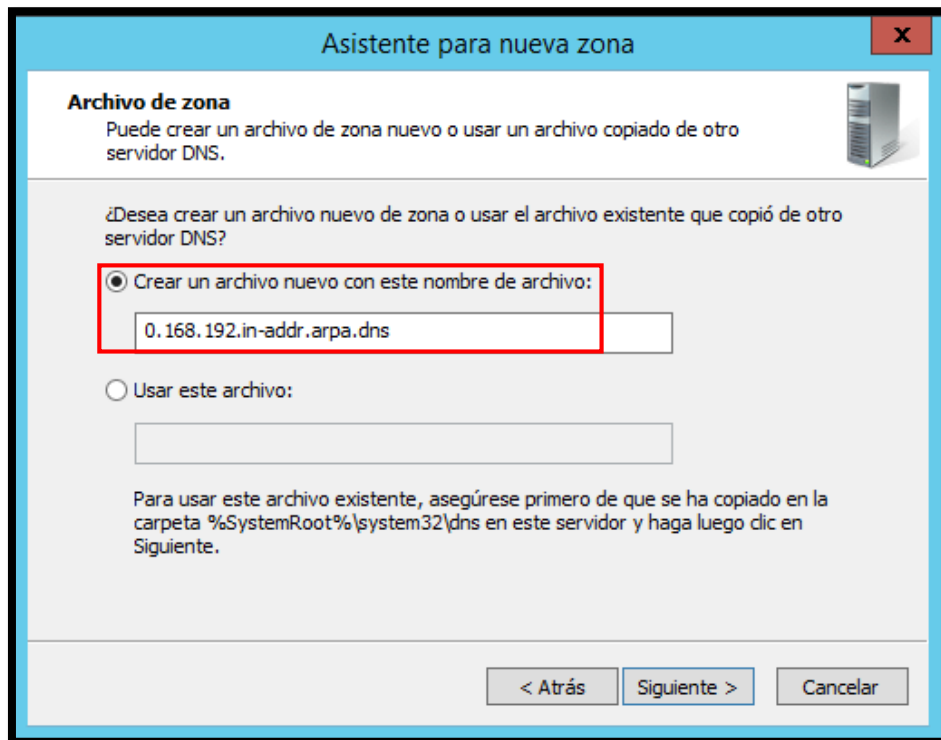 Asistente para nueva zona
x
Archivo de zona
Puede crear un archivo de zona nuevo o usar un archivo copiado de otro
servidor DNS.
¿Desea crear un archivo nuevo de zona o usar el archivo existente que copió de otro
servidor DNS?
Crear un archivo nuevo con este nombre de archivo:
0.168.192.in-addr.arpa.dns
Usar este archivo:
Para usar este archivo existente, asegúrese primero de que se ha copiado en la
carpeta %SystemRoot%\system32\dns en este servidor y haga luego clic en
Siguiente.
< Atrás
Siguiente >
Cancelar